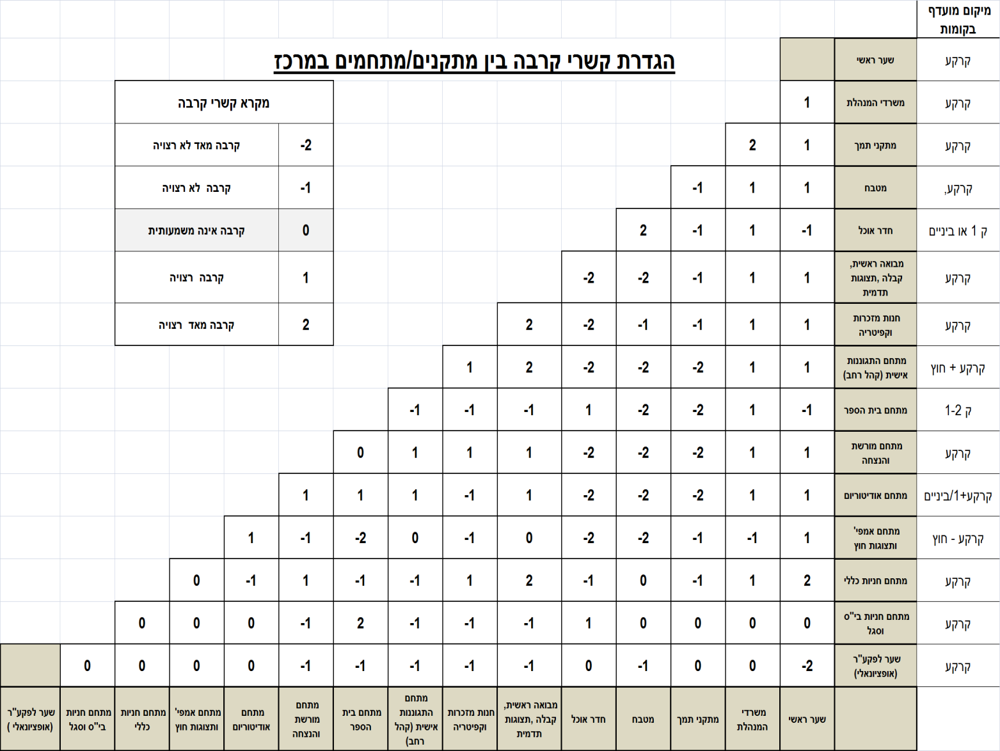 מיקום מועדף
בקומות
הגדרת קשרי קרבה בין מתקנים/מתחמים במרכז
קרקע שער ראשי
קרקע משרדי המנהלת 1
קרקע מתקני תמך 1 2
קרקע, מטבח 1 1 -1
ק 1 או ביניים חדר אוכל -1 1 -1 2
קרקע מבואה ראשית, קבלה ,תצוגות תדמית 1 1 -1 -2 -2
קרקע חנות מזכרות וקפיטריה 1 1 -1 -1 -2 2
קרקע + חוץ מתחם התגוננות אישית (קהל רחב) 1 1 -2 -2 -2 2 1
ק 1-2 מתחם בית הספר -1 1 -2 -2 1 -1 -1 -1
קרקע מתחם מורשת והנצחה 1 1 -2 -2 -2 1 1 1 0
קרקע+1/ביניים מתחם אודיטוריום 1 1 -2 -2 -2 1 -1 1 1 1
קרקע - חוץ מתחם אמפי' ותצוגות חוץ 1 -1 -1 -2 -2 0 -1 0 -2 -1 1
קרקע מתחם חניות כללי 2 1 -1 0 -1 2 1 -1 -1 1 -1 0
קרקע מתחם חניות בי"ס וסגל 0 0 0 0 1 -1 -1 -1 2 -1 0 0 0
קרקע שער לפקע"ר (אופציונאלי) -2 0 0 -1 0 -1 -1 -1 -1 -1 0 0 0 0
שער ראשי
משרדי
המנהלת
מתקני תמך
מטבח
חדר אוכל
מבואה ראשית,
קבלה ,תצוגות
תדמית
חנות מזכרות
וקפיטריה
מתחם
התגוננות
אישית (קהל
רחב)
מתחם בית
הספר
מתחם
מורשת
והנצחה
מתחם
אודיטוריום
מתחם אמפי'
ותצוגות חוץ
מתחם חניות
כללי
מתחם חניות
בי"ס וסגל
שער לפקע"ר
(אופציונאלי )
מקרא קשרי קרבה
-2 קרבה מאד לא רצויה
-1 קרבה לא רצויה
0 קרבה אינה משמעותית
1 קרבה רצויה
2 קרבה מאד רצויה